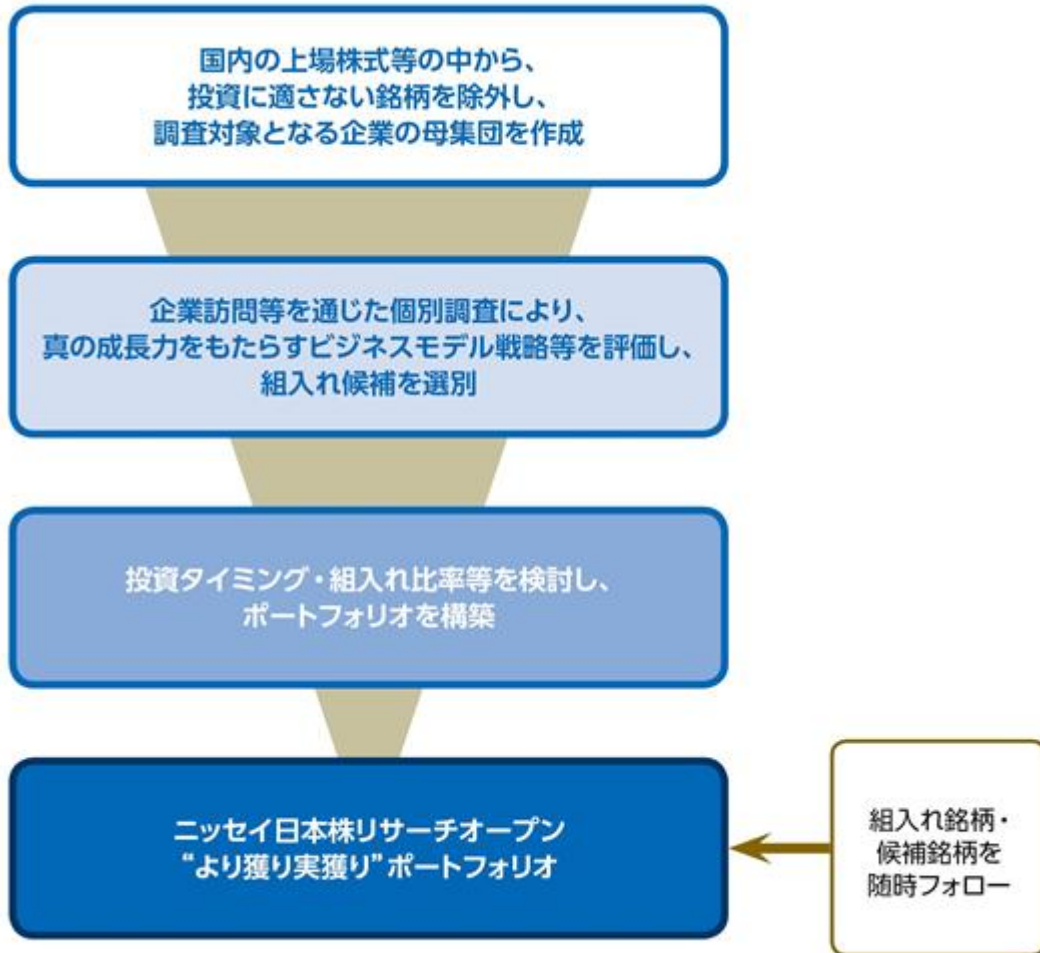 国内の上場株式等の中から、
投資に適さない銘柄を除外し、
調査対象となる企業の母集団を作成
企業訪問等を通じた個別調査により、
真の成長力をもたらすビジネスモデル戦略等を評価し、
組入れ候補を選別
投資タイミング・組入れ比率等を検討し、
ポートフォリオを構築
ニッセイ日本株リサーチオープン
“より獲り実獲り”ポートフォリオ
組入れ銘柄・
候補銘柄を
随時フォロー